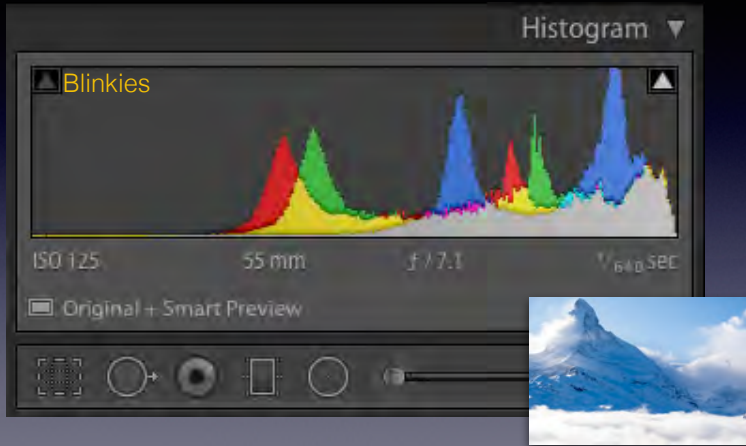 Histogram ▼
Blinkies
ISO 125 55 mm ƒ / 7.1 1/640 sec
Original + Smart Preview